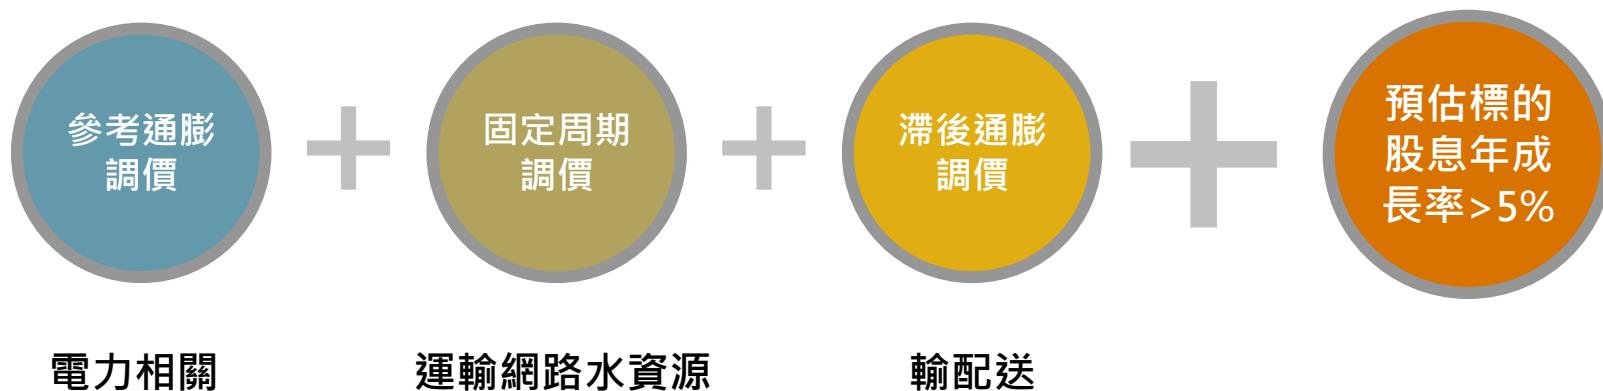 參考通膨
調價
固定周期
調價
滯後通膨
調價
預估標的
股息年成
長率>5%
電力相關
運輸網路水資源
輸配送